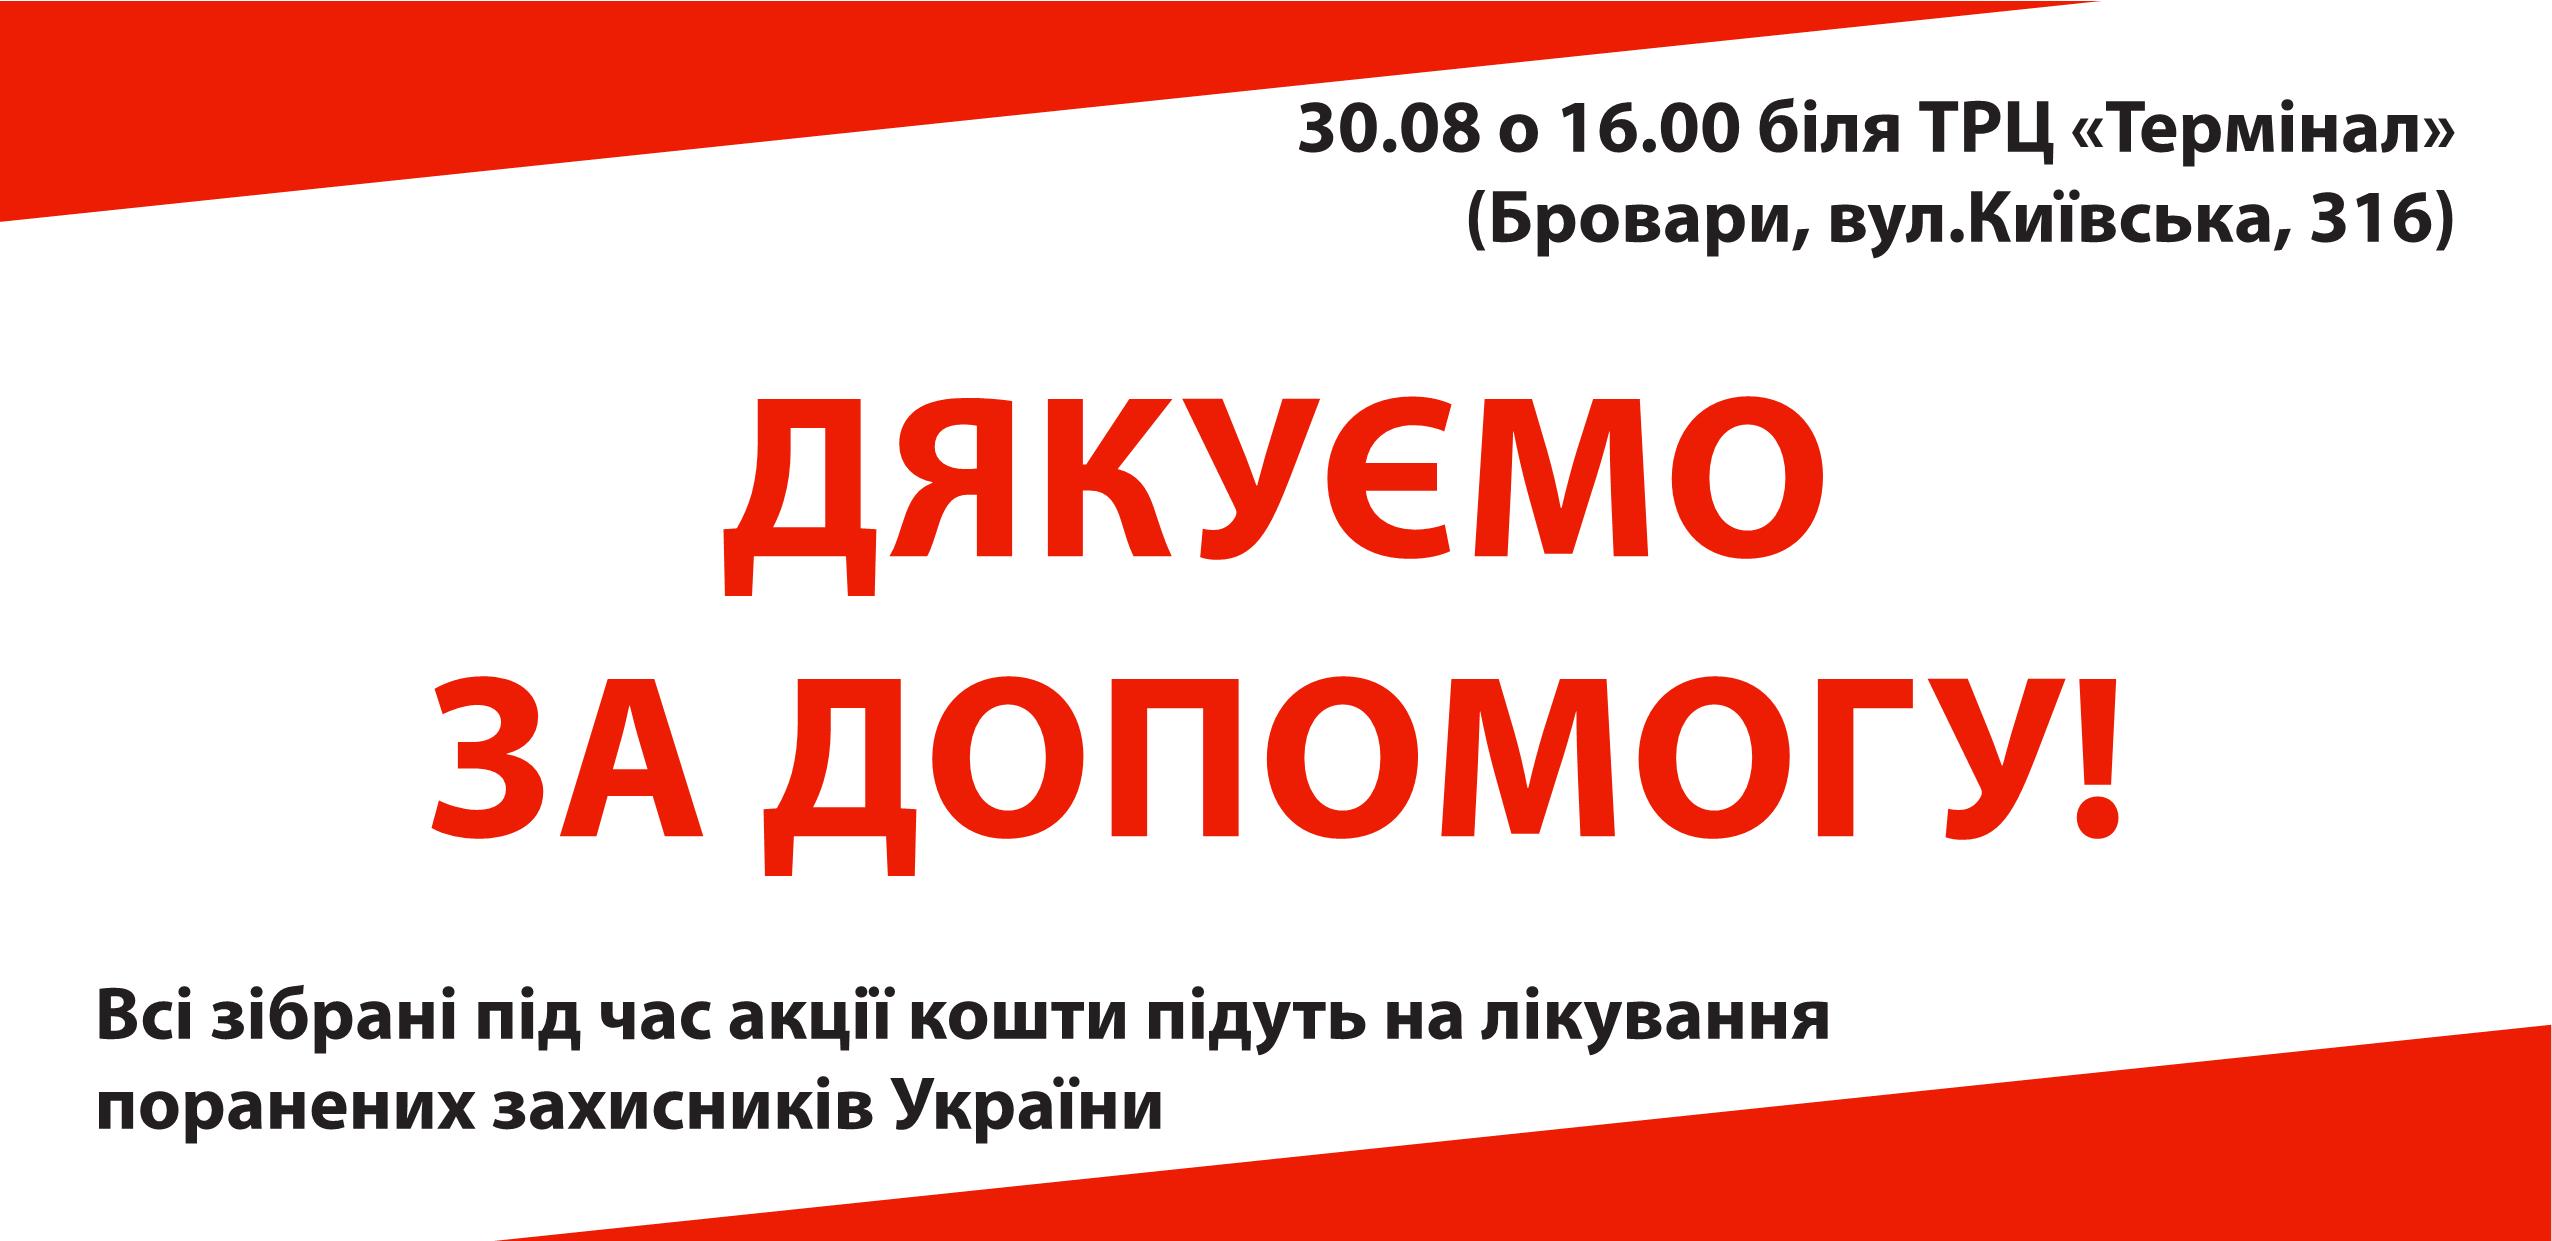 30.08 о 16.00 біля ТРЦ «Термінал»
(Бровари, вул.Київська, 316)
ДЯКУЄМО
ЗА ДОПОМОГУ!
Всі зібрані під час акції кошти підуть на лікування
поранених захисників України